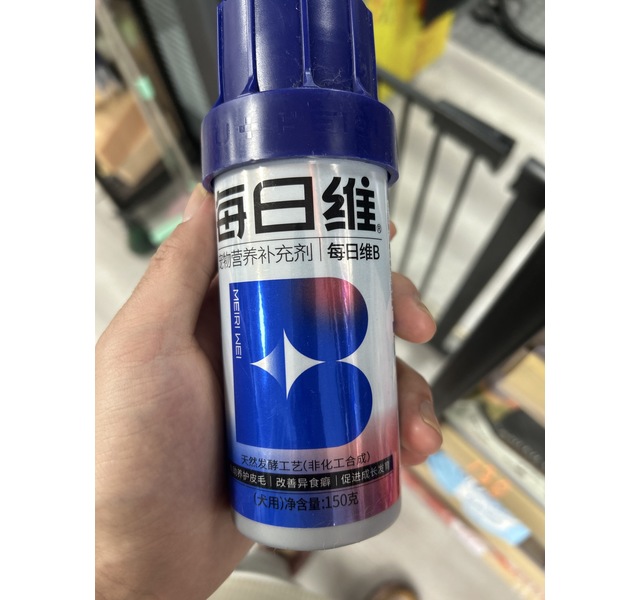 每日维®
宠物营养补充剂 | 每日维B
MEIRI WEI
B
天然发酵工艺(非化工合成)
养护皮毛 | 改善异食癖 | 促进成长发育
(犬用)净含量:150克